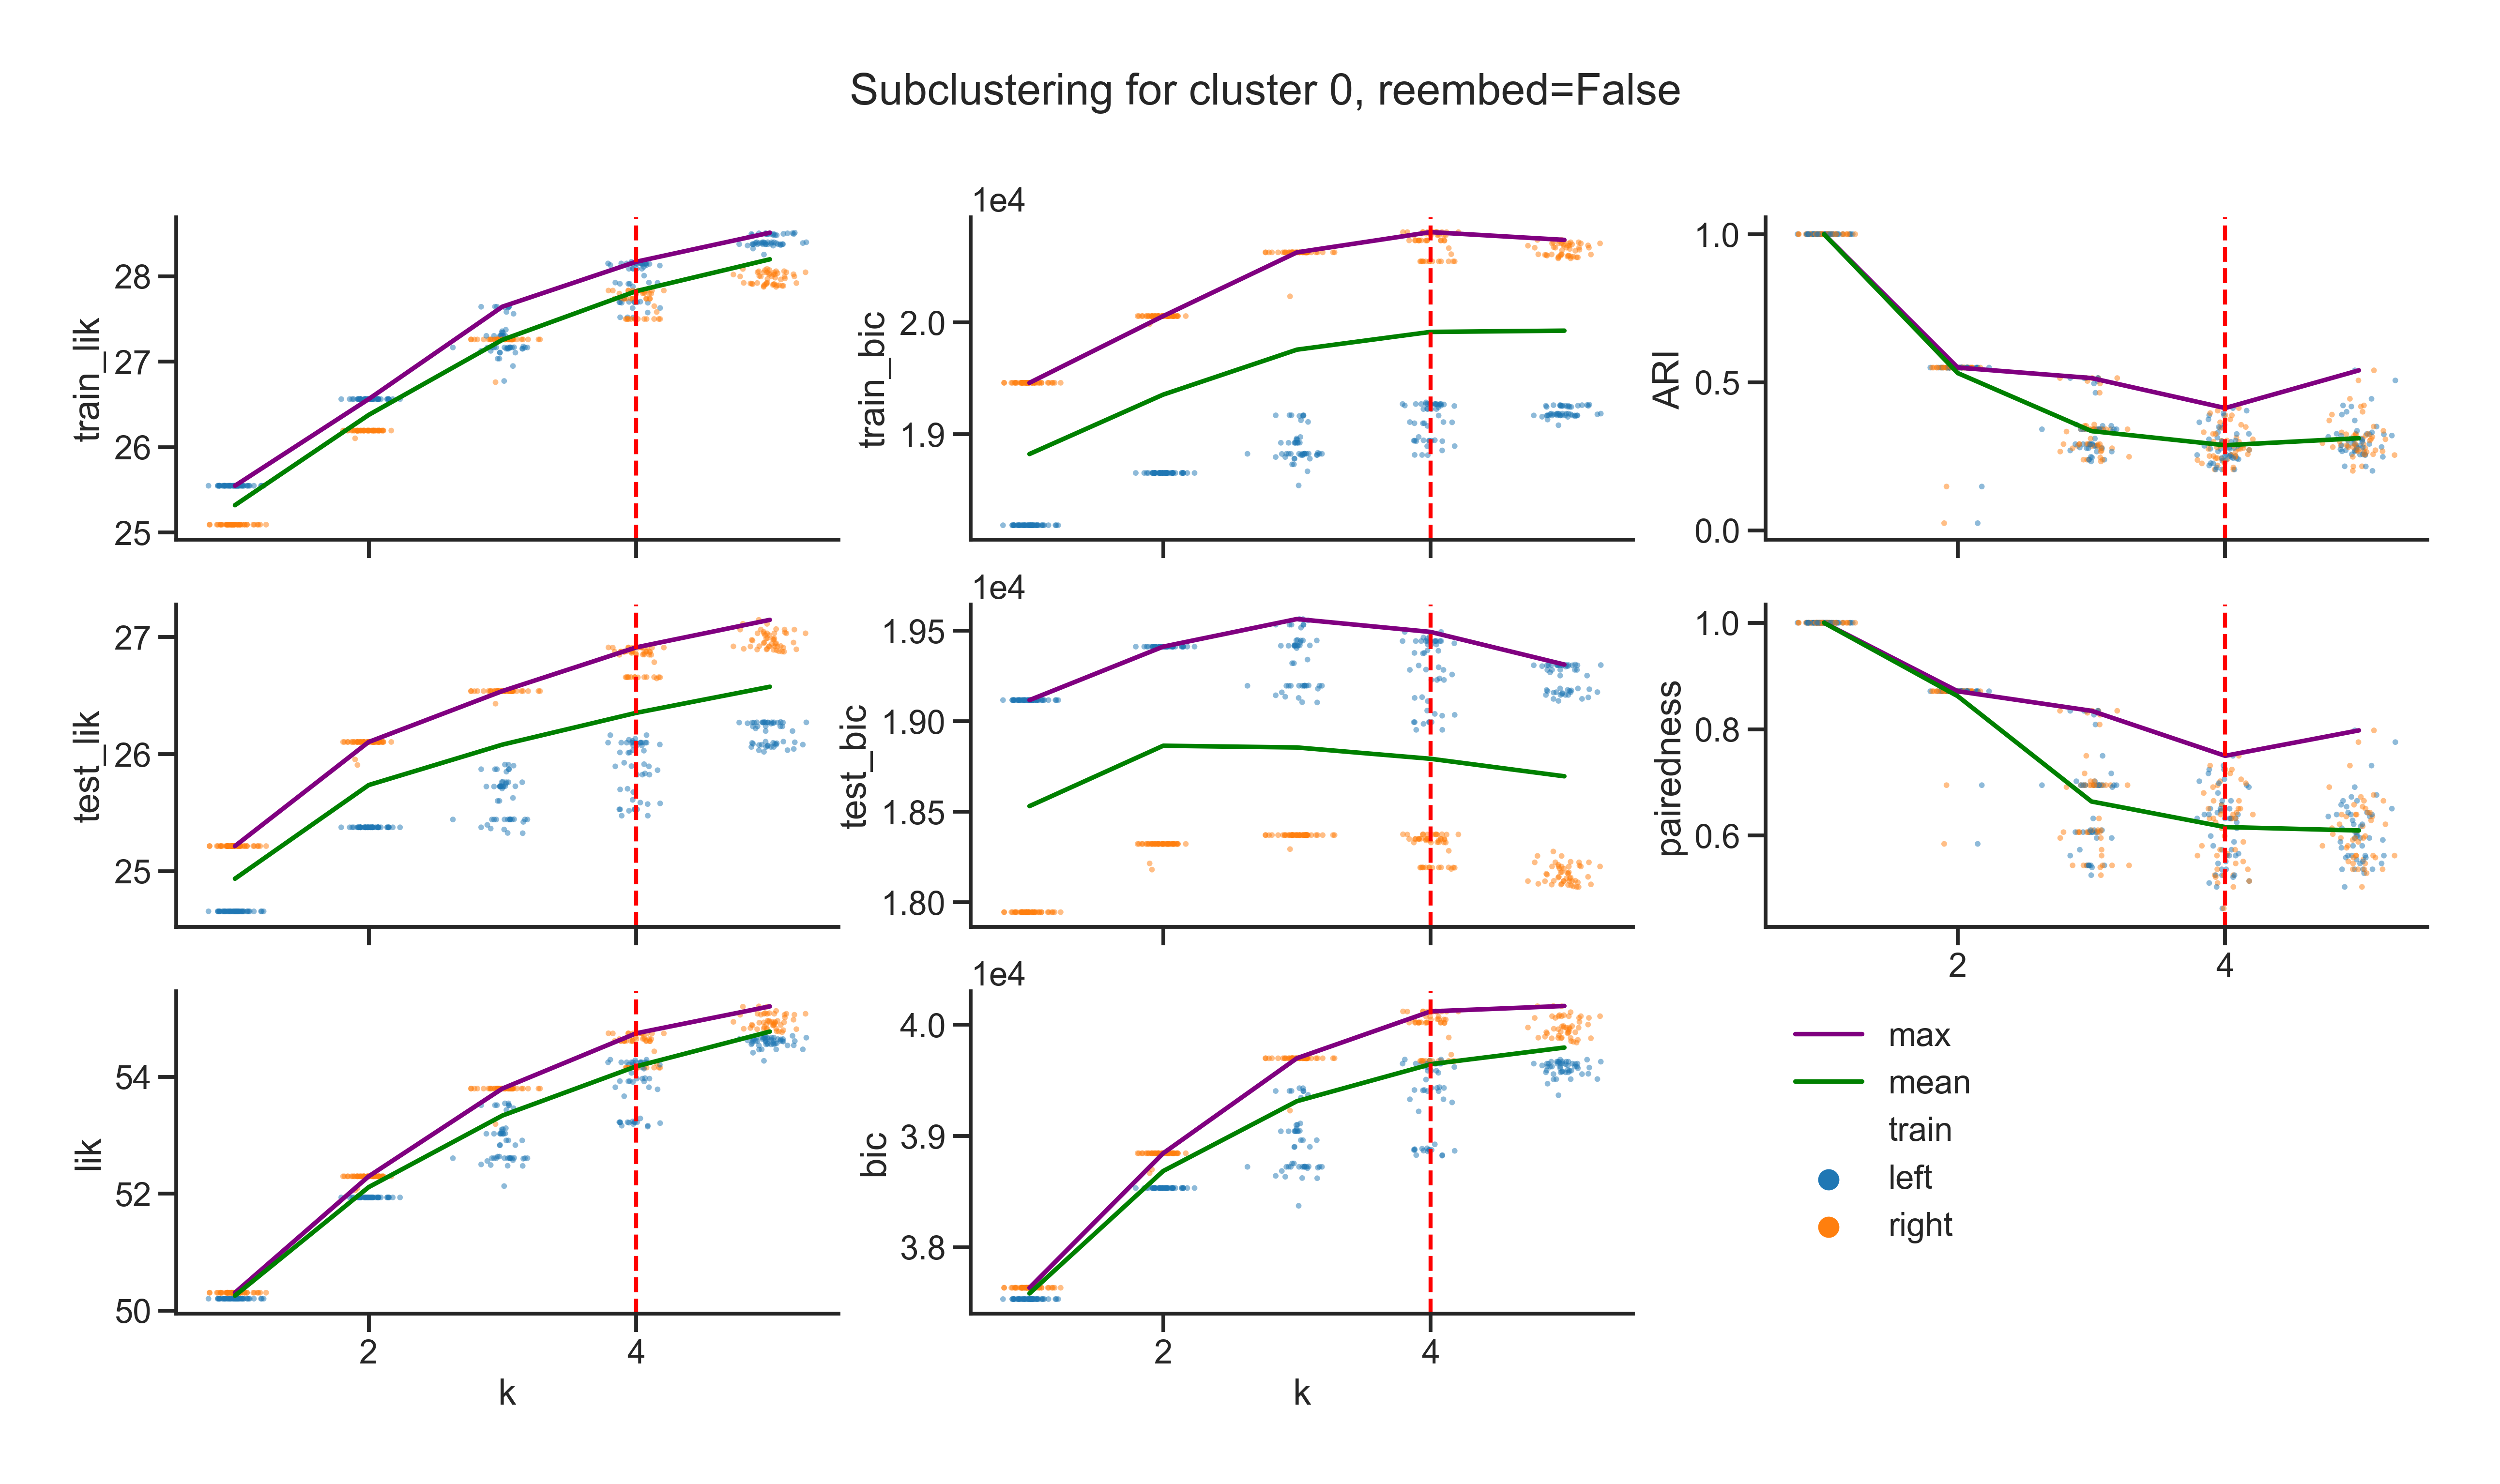 Subclustering for cluster 0, reembed=False
train_lik
28
27
26
25
1e4
train_bic
2.0
1.9
ARI
1.0
0.5
0.0
test_lik
27
26
25
1e4
test_bic
1.95
1.90
1.85
1.80
pairedness
1.0
0.8
0.6
2
4
lik
54
52
50
2
4
k
1e4
bic
4.0
3.9
3.8
2
4
k
max
mean
train
left
right